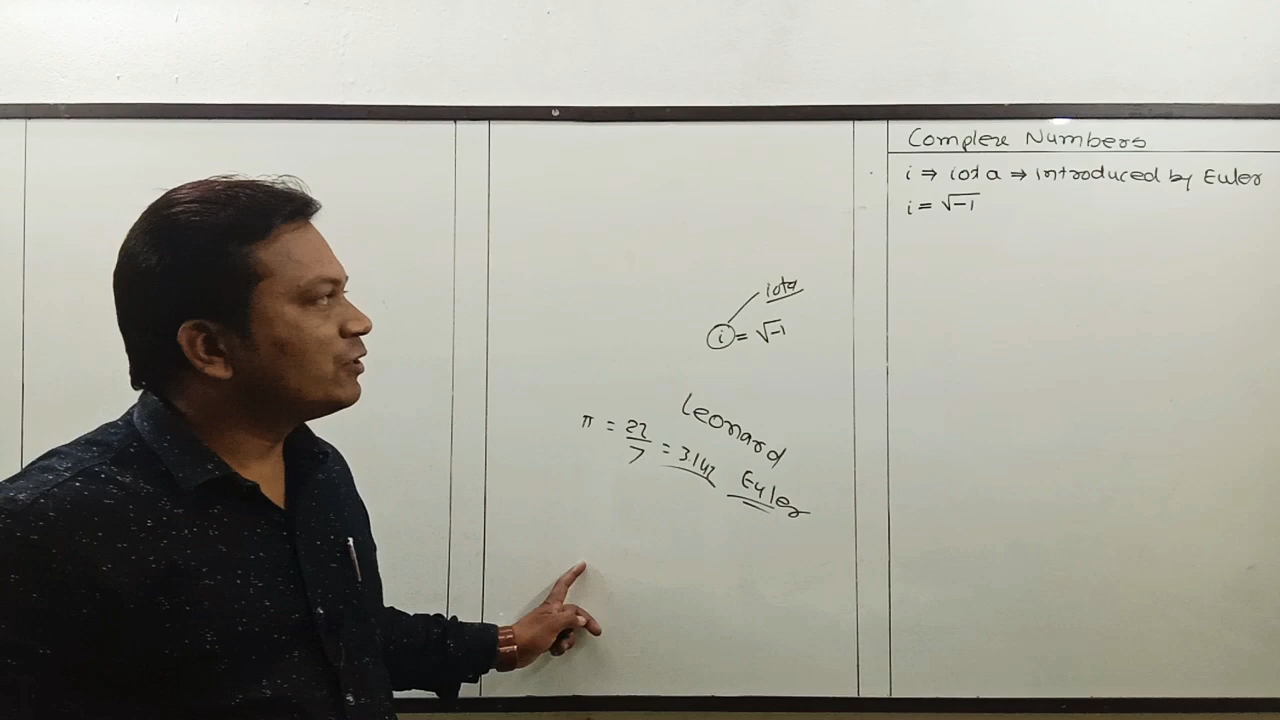 Complex Numbers
i ⇒ iota ⇒ introduced by Euler
i = √-1
iota
i = √-1
Leonard
Euler
π = 22/7 = 3.142